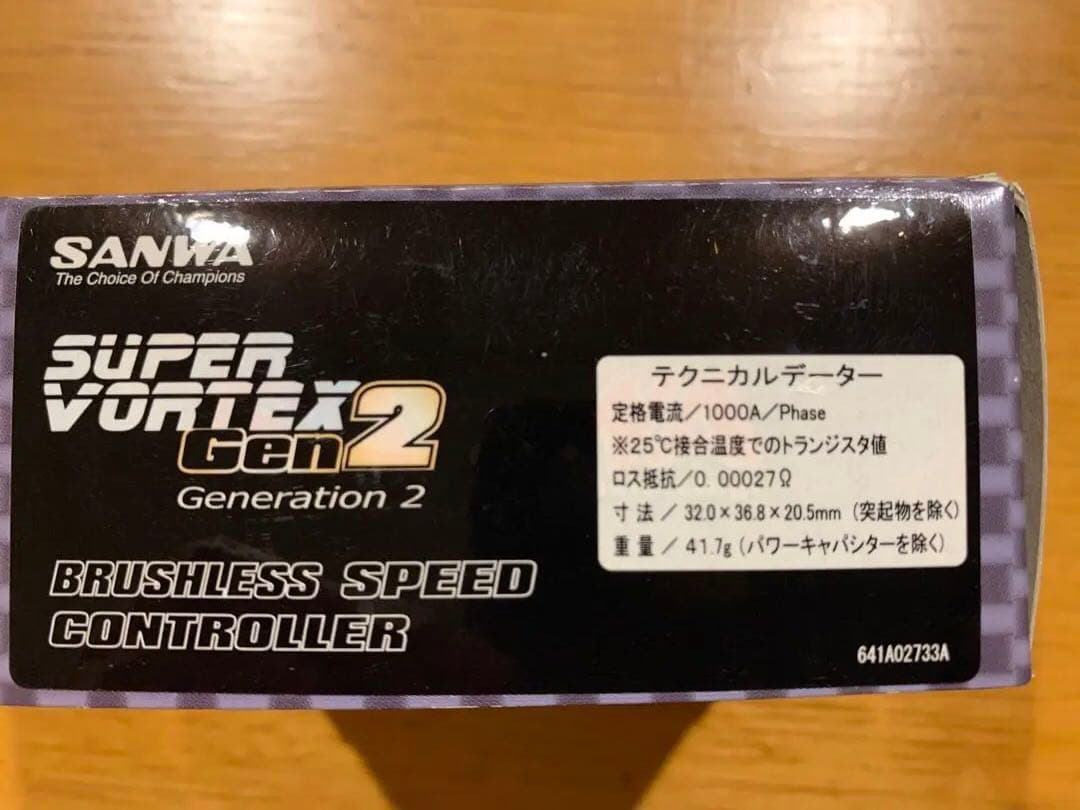 SANWA
The Choice Of Champions
SUPER
VORTEX
Gen2
Generation 2
BRUSHLESS SPEED
CONTROLLER
テクニカルデーター
定格電流/1000A/Phase
※25℃接合温度でのトランジスタ値
ロス抵抗/0.00027Ω
寸法/32.0×36.8×20.5mm (突起物を除く)
重量/41.7g(パワーキャパシターを除く)
641A02733A